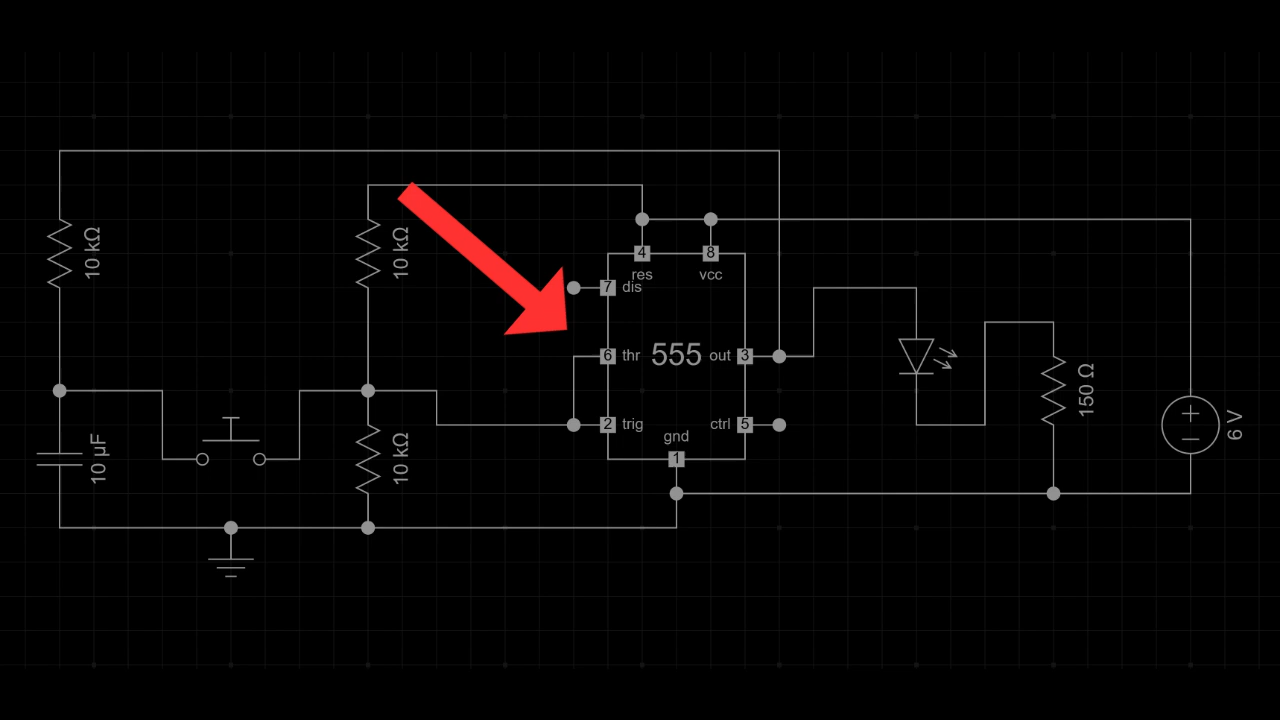 10 kΩ
10 kΩ
4
8
res
vcc
7
dis
6
thr
555
out
3
2
trig
ctrl
5
gnd
1
10 µF
10 kΩ
150 Ω
6 V